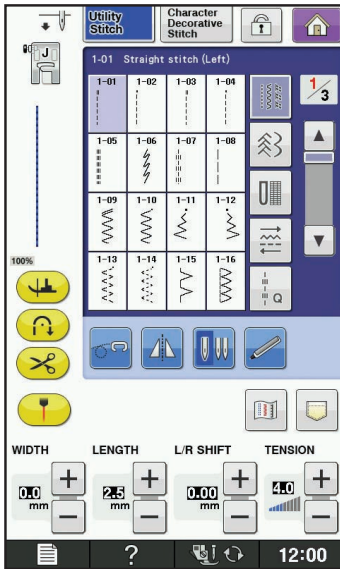 Utility Stitch
Character Decorative Stitch
J
1-01 Straight stitch (Left)
1/3
1-01 1-02 1-03 1-04
1-05 1-06 1-07 1-08
1-09 1-10 1-11 1-12
1-13 1-14 1-15 1-16
Q
100%
WIDTH LENGTH L/R SHIFT TENSION
0.0 mm 2.5 mm 0.00 mm 4.0
+ + + +
− − − −
? 12:00